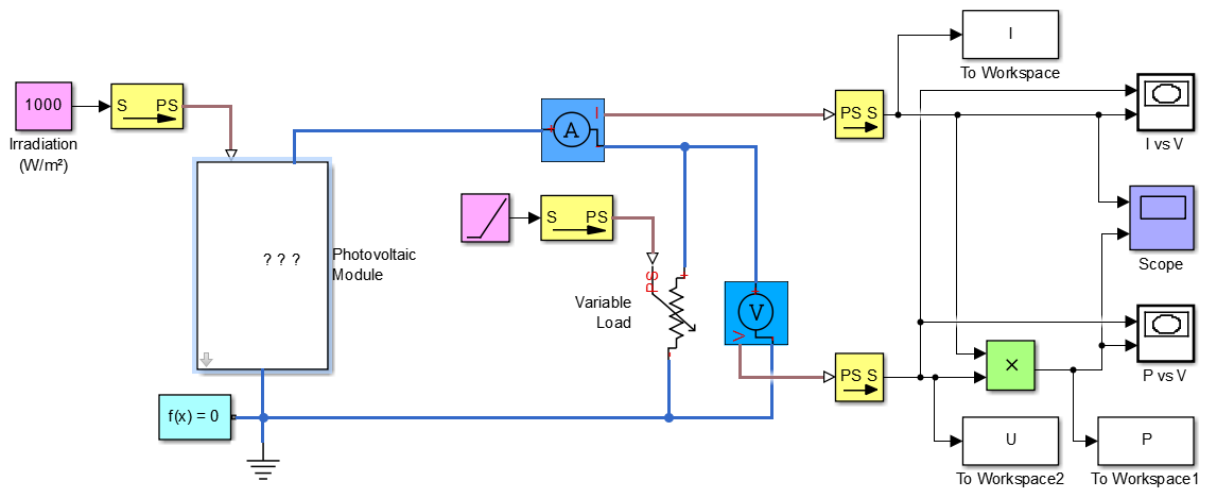 I
To Workspace
1000
S PS
Irradiation
(W/m²)
A
I
+
-
PS S
I vs V
? ? ?
Photovoltaic
Module
S PS
PS
+
Variable
Load
-
Scope
+
V
V
-
PS S
×
P vs V
f(x) = 0
U
To Workspace2
P
To Workspace1